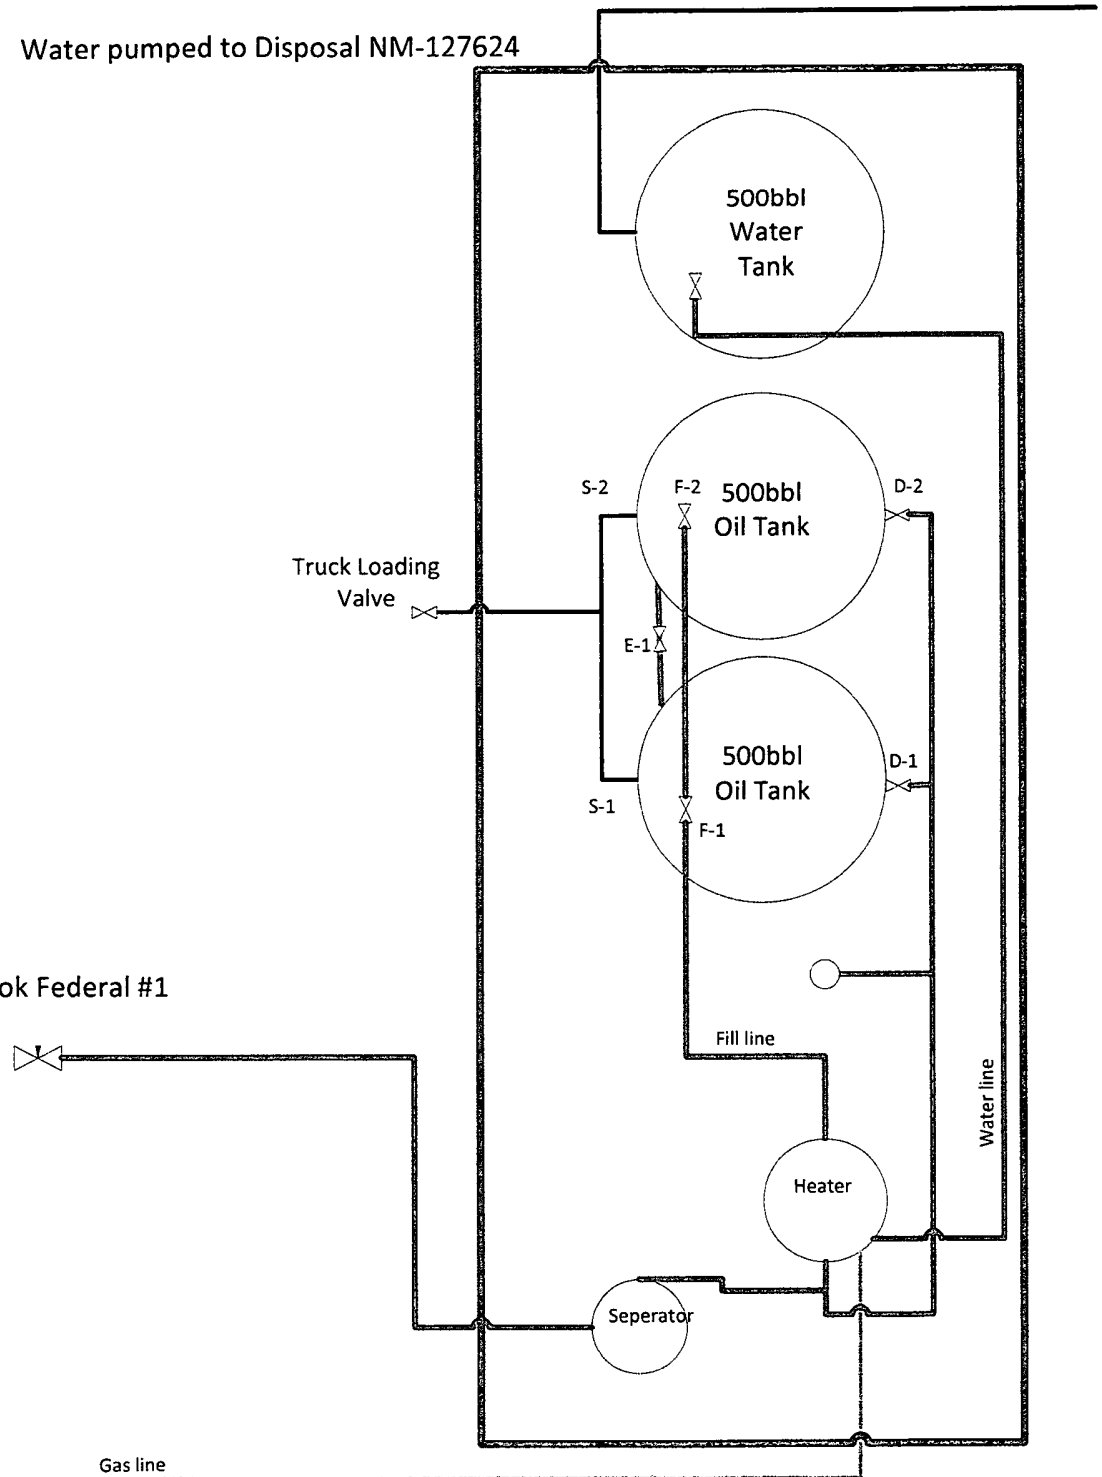 Water pumped to Disposal NM-127624
500bbl
Water
Tank
S-2
F-2
500bbl
Oil Tank
D-2
Truck Loading
Valve
E-1
500bbl
Oil Tank
D-1
S-1
F-1
ok Federal #1
Fill line
Water line
Heater
Seperator
Gas line